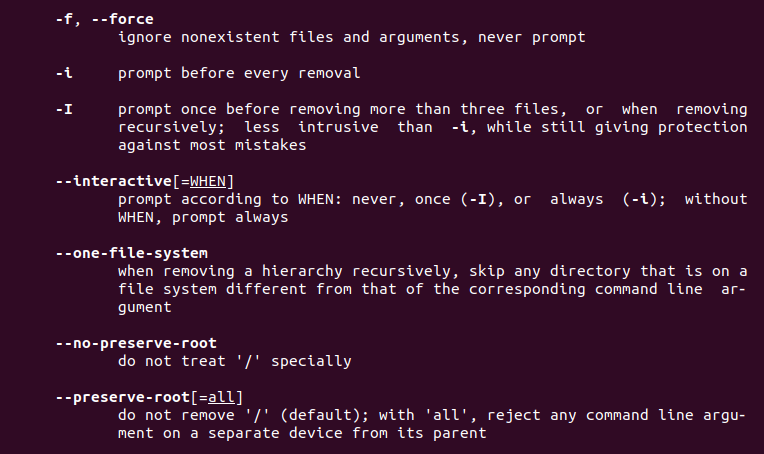 -f, --force
ignore nonexistent files and arguments, never prompt
-i     prompt before every removal
-I     prompt once before removing more than three files,  or  when  removing
recursively;  less  intrusive  than  -i, while still giving protection
against most mistakes
--interactive[=WHEN]
prompt according to WHEN: never, once (-I), or  always  (-i);  without
WHEN, prompt always
--one-file-system
when removing a hierarchy recursively, skip any directory that is on a
file system different from that of the corresponding command line  ar-
gument
--no-preserve-root
do not treat '/' specially
--preserve-root[=all]
do not remove '/' (default); with 'all', reject any command line argu-
ment on a separate device from its parent